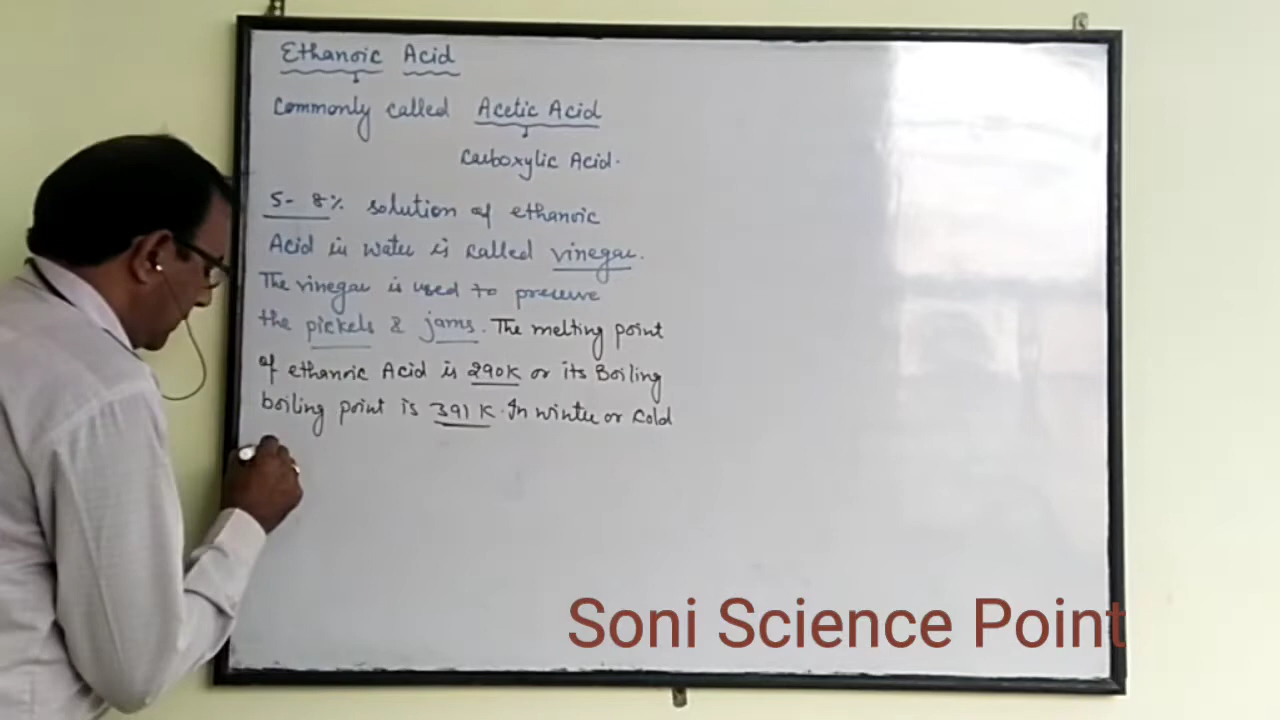 Ethanoic Acid
Commonly called Acetic Acid
Carboxylic Acid.
5- 8% solution of ethanoic
Acid in water is called vinegar.
The vinegar is used to preserve
the pickels & jams. The melting point
of ethanoic Acid is 290K or its Boiling
boiling point is 391 K. In winter or cold
Soni Science Point